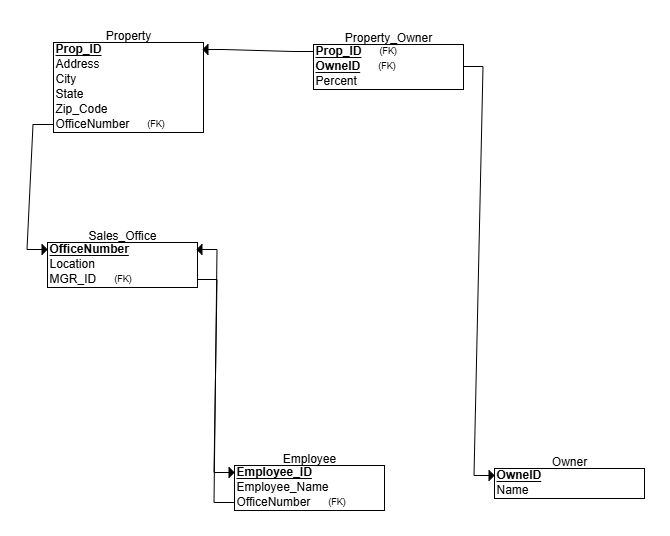 Property
Prop_ID
Address
City
State
Zip_Code
OfficeNumber (FK)
Property_Owner
Prop_ID (FK)
OwneID (FK)
Percent
Sales_Office
OfficeNumber
Location
MGR_ID (FK)
Employee
Employee_ID
Employee_Name
OfficeNumber (FK)
Owner
OwneID
Name